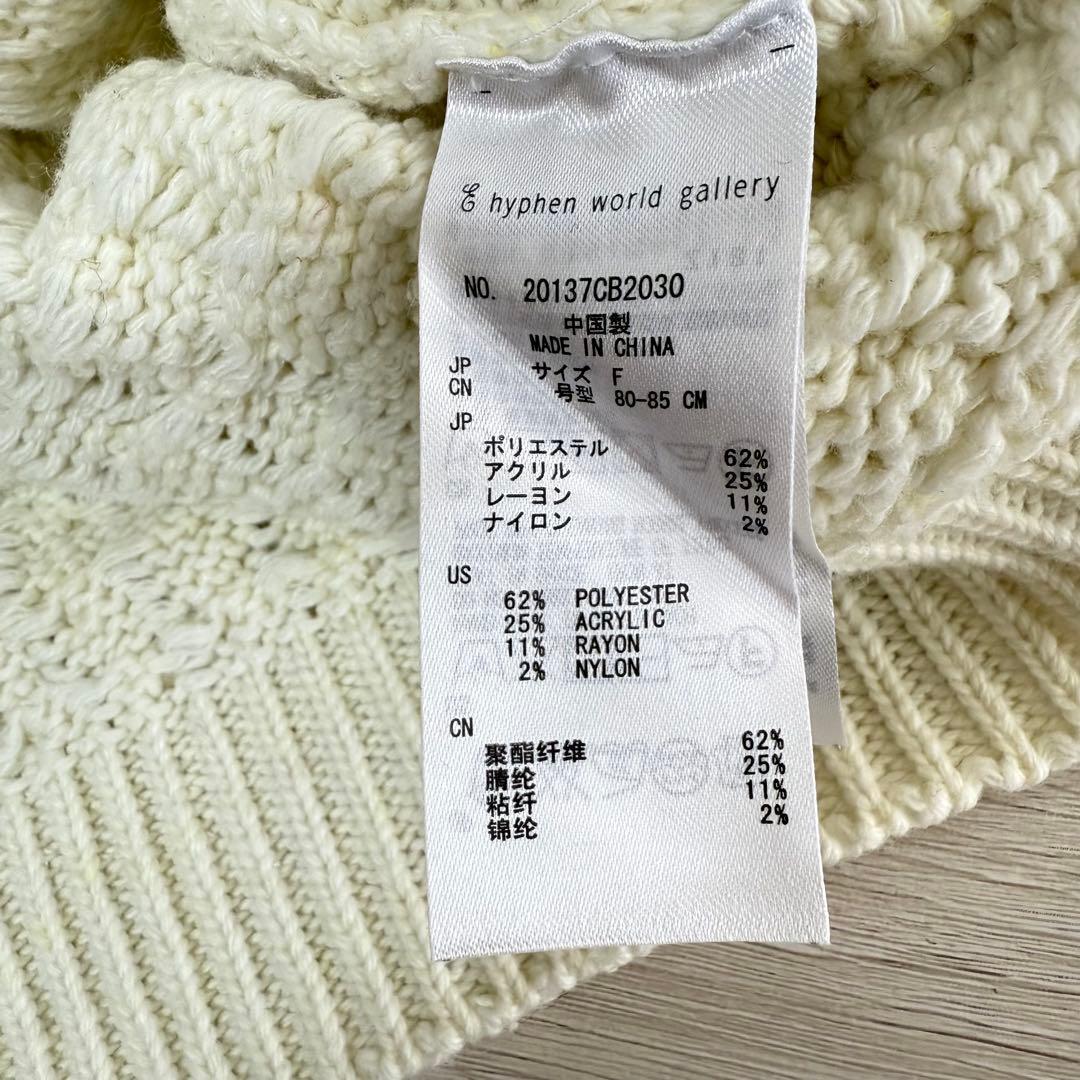 E hyphen world gallery
NO. 20137CB2030
中国製
MADE IN CHINA
JP サイズ F
CN 号型 80-85 CM
JP
ポリエステル 62%
アクリル 25%
レーヨン 11%
ナイロン 2%
US
62% POLYESTER
25% ACRYLIC
11% RAYON
2% NYLON
CN
聚酯纤维 62%
腈纶 25%
粘纤 11%
锦纶 2%